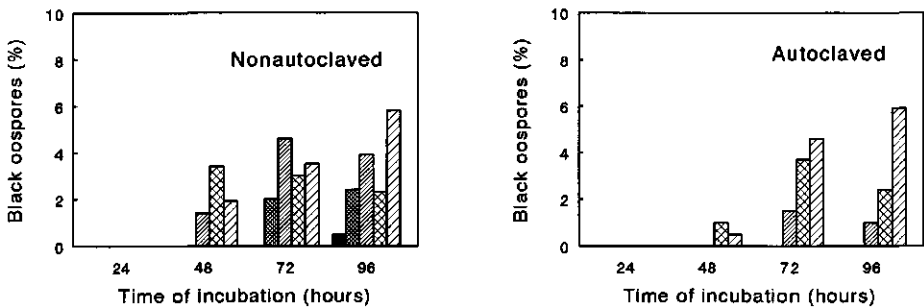 Nonautoclaved
Black oospores (%)
10
8
6
4
2
0
24 48 72 96
Time of incubation (hours)
Autoclaved
Black oospores (%)
10
8
6
4
2
0
24 48 72 96
Time of incubation (hours)